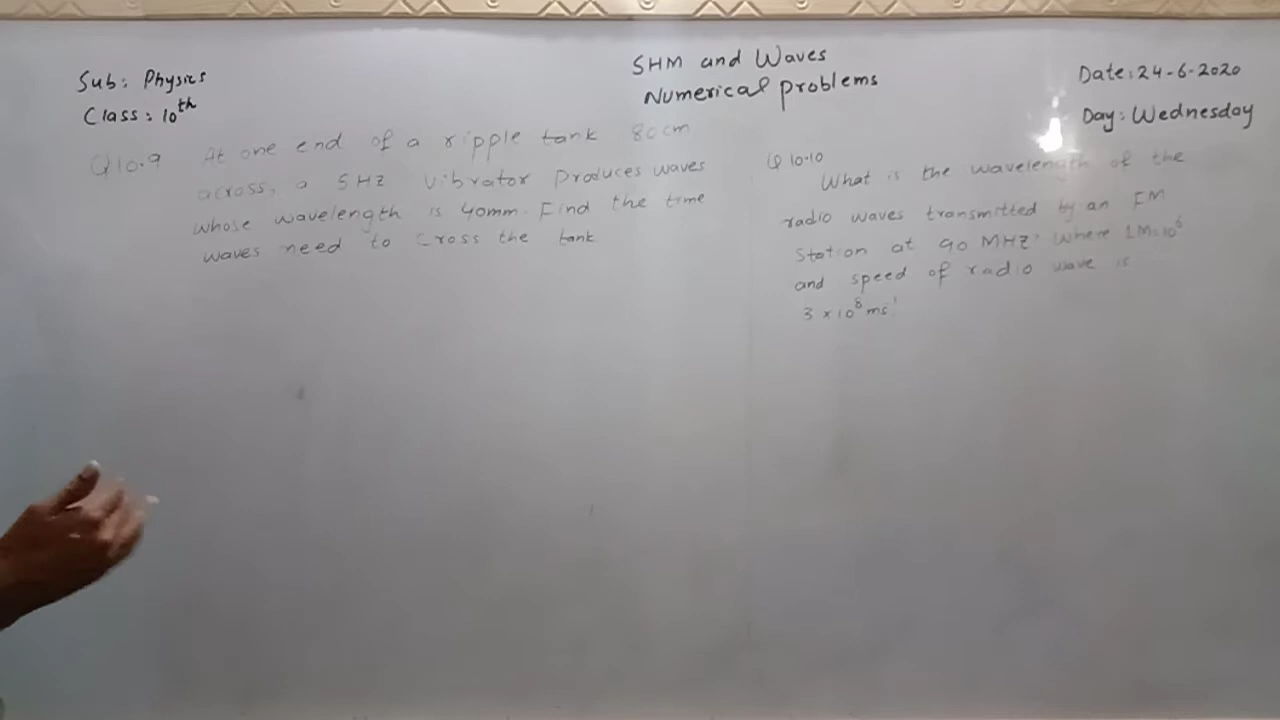 Sub: Physics
Class: 10th
SHM and Waves
Numerical problems
Date: 24-6-2020
Day: Wednesday
Q10.9 At one end of a ripple tank 80cm
across, a 5HZ vibrator produces waves
whose wavelength is 40mm. Find the time
waves need to cross the tank
Q 10.10
What is the wavelength of the
radio waves transmitted by an FM
Station at 90 MHZ? where 1M=10⁶
and speed of radio wave is
3 × 10⁸ ms⁻¹